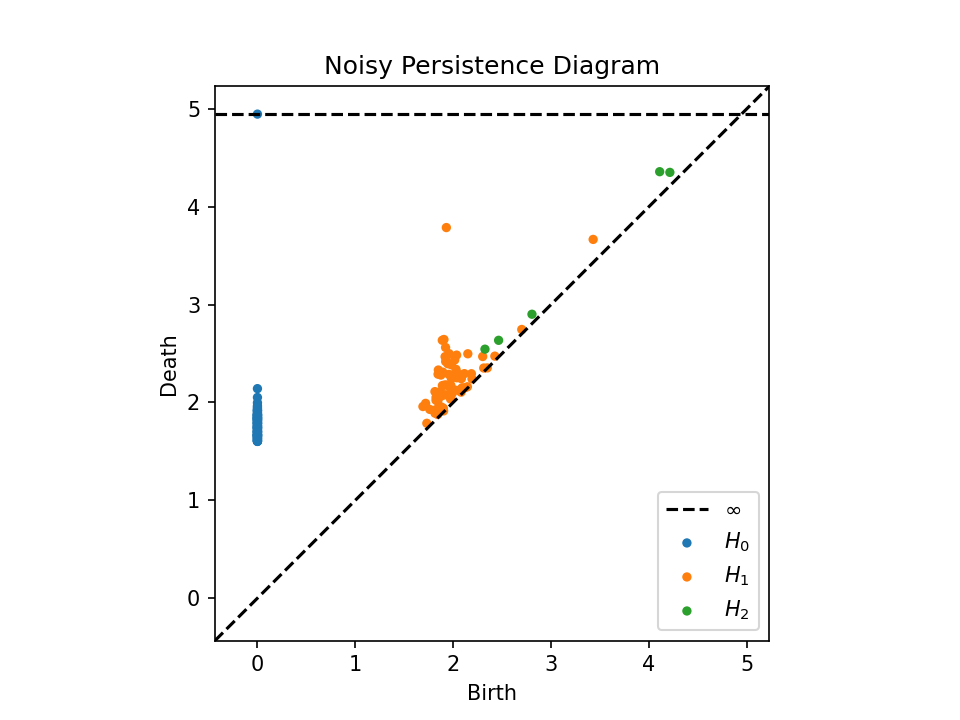 Noisy Persistence Diagram
5
4
3
2
1
0
Death
0 1 2 3 4 5
Birth
∞
H₀
H₁
H₂